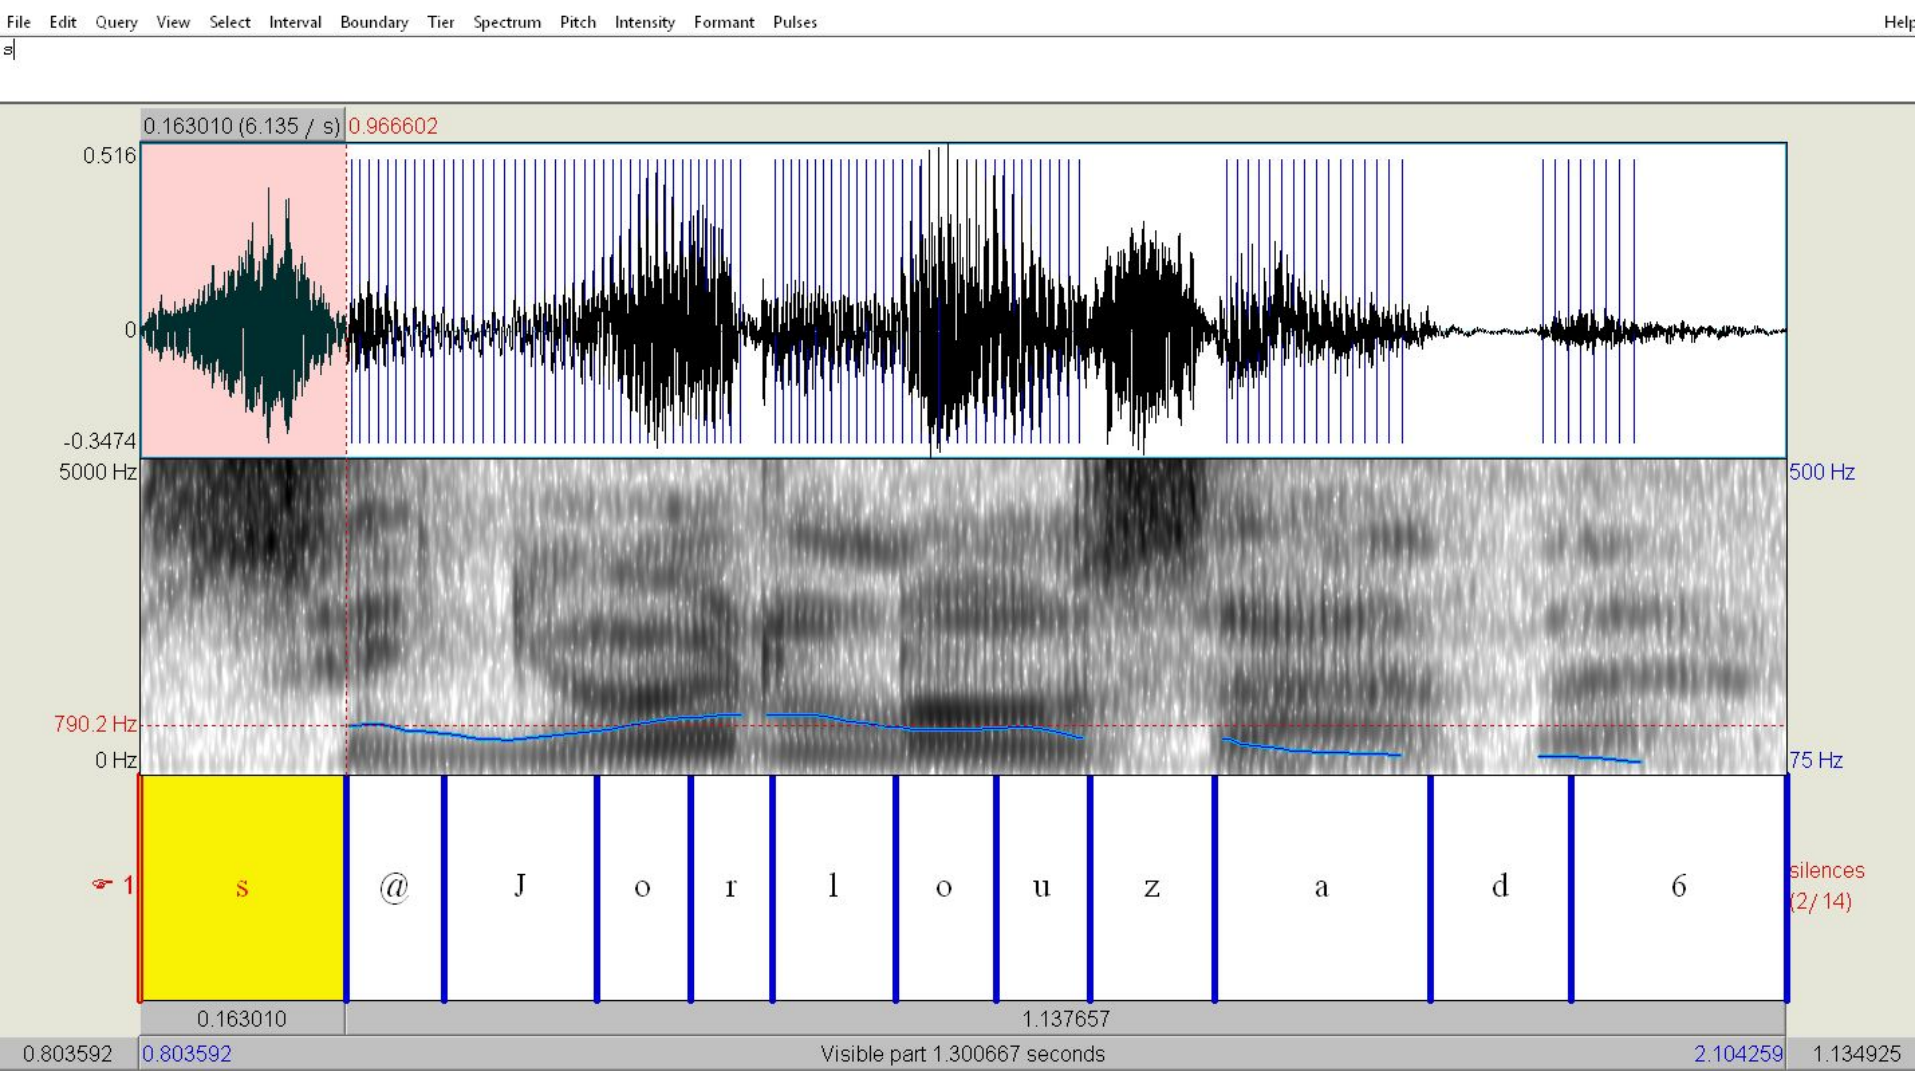 File Edit Query View Select Interval Boundary Tier Spectrum Pitch Intensity Formant Pulses Help
s
0.163010 (6.135 / s) 0.966602
0.516
0
-0.3474
5000 Hz 500 Hz
790.2 Hz
0 Hz 75 Hz
☞ 1 s @ J o r l o u z a d 6 silences
(2/14)
0.163010 1.137657
0.803592 0.803592 Visible part 1.300667 seconds 2.104259 1.134925